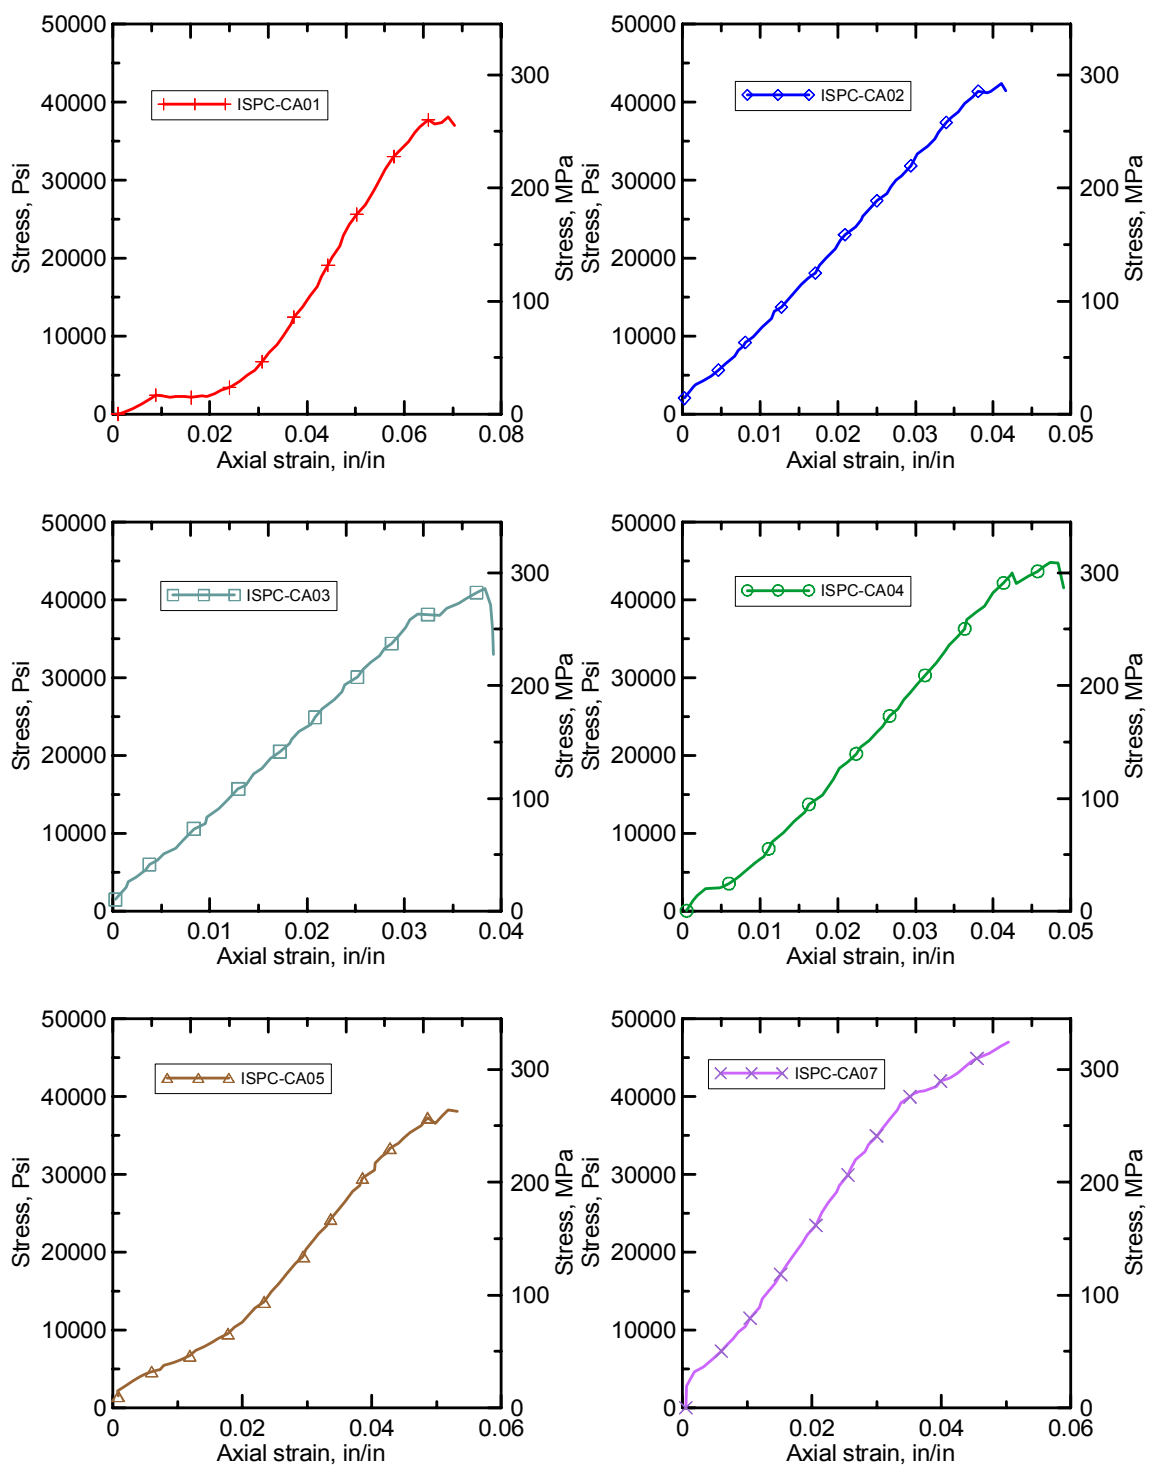 50000
40000
30000
20000
10000
0
Stress, Psi
ISPC-CA01
300
200
100
0
Stress, MPa
0 0.02 0.04 0.06 0.08
Axial strain, in/in
50000
40000
30000
20000
10000
0
Stress, Psi
ISPC-CA02
300
200
100
0
Stress, MPa
0 0.01 0.02 0.03 0.04 0.05
Axial strain, in/in
50000
40000
30000
20000
10000
0
Stress, Psi
ISPC-CA03
300
200
100
0
Stress, MPa
0 0.01 0.02 0.03 0.04
Axial strain, in/in
50000
40000
30000
20000
10000
0
Stress, Psi
ISPC-CA04
300
200
100
0
Stress, MPa
0 0.01 0.02 0.03 0.04 0.05
Axial strain, in/in
50000
40000
30000
20000
10000
0
Stress, Psi
ISPC-CA05
300
200
100
0
Stress, MPa
0 0.02 0.04 0.06
Axial strain, in/in
50000
40000
30000
20000
10000
0
Stress, Psi
ISPC-CA07
300
200
100
0
Stress, MPa
0 0.02 0.04 0.06
Axial strain, in/in